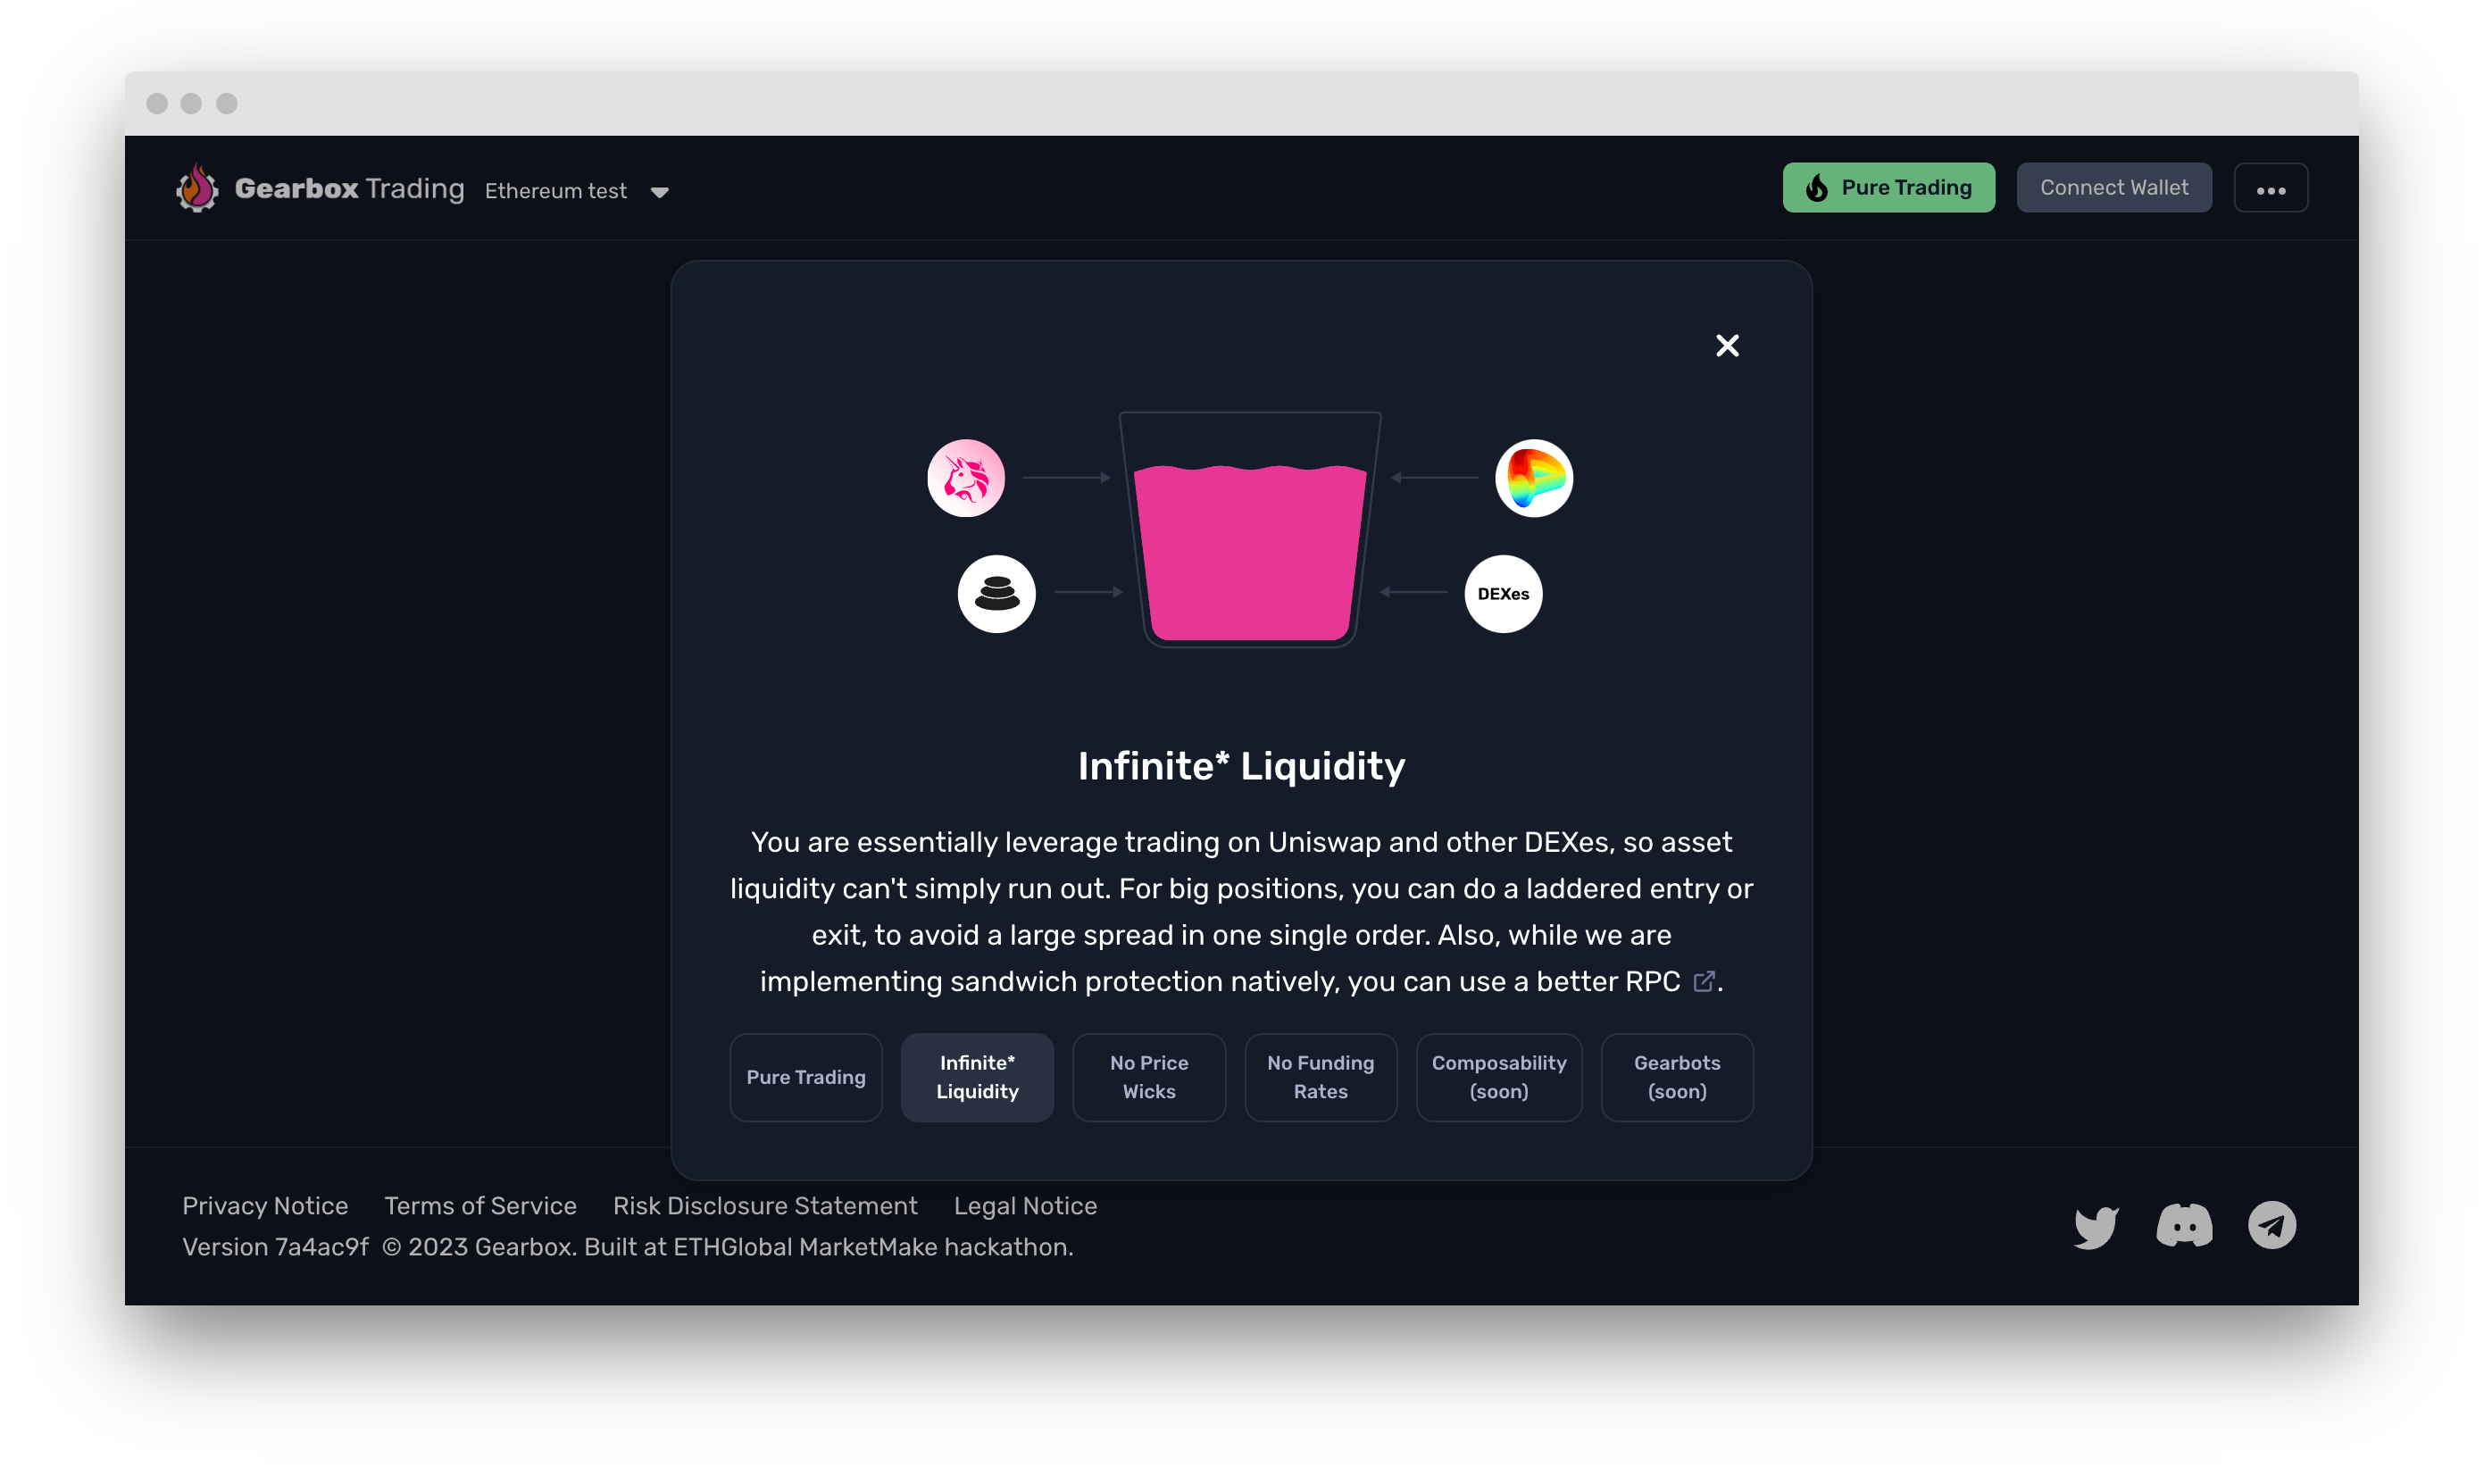 Gearbox Trading Ethereum test Pure Trading Connect Wallet
DEXes
Infinite* Liquidity
You are essentially leverage trading on Uniswap and other DEXes, so asset
liquidity can't simply run out. For big positions, you can do a laddered entry or
exit, to avoid a large spread in one single order. Also, while we are
implementing sandwich protection natively, you can use a better RPC .
Pure Trading
Infinite*
Liquidity
No Price
Wicks
No Funding
Rates
Composability
(soon)
Gearbots
(soon)
Privacy Notice Terms of Service Risk Disclosure Statement Legal Notice
Version 7a4ac9f © 2023 Gearbox. Built at ETHGlobal MarketMake hackathon.